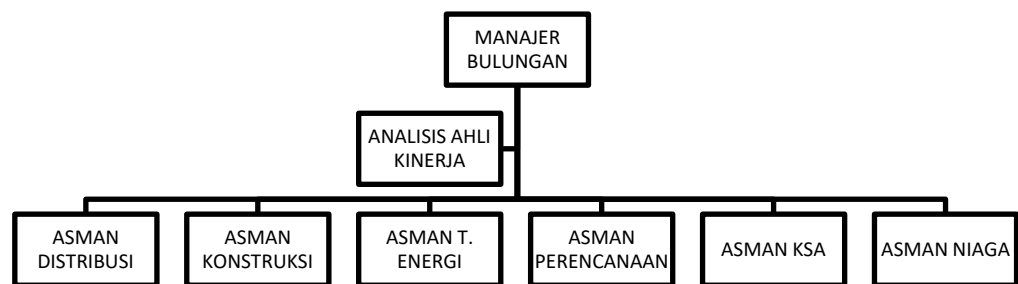 MANAJER
BULUNGAN
ANALISIS AHLI
KINERJA
ASMAN
DISTRIBUSI
ASMAN
KONSTRUKSI
ASMAN T.
ENERGI
ASMAN
PERENCANAAN
ASMAN KSA
ASMAN NIAGA